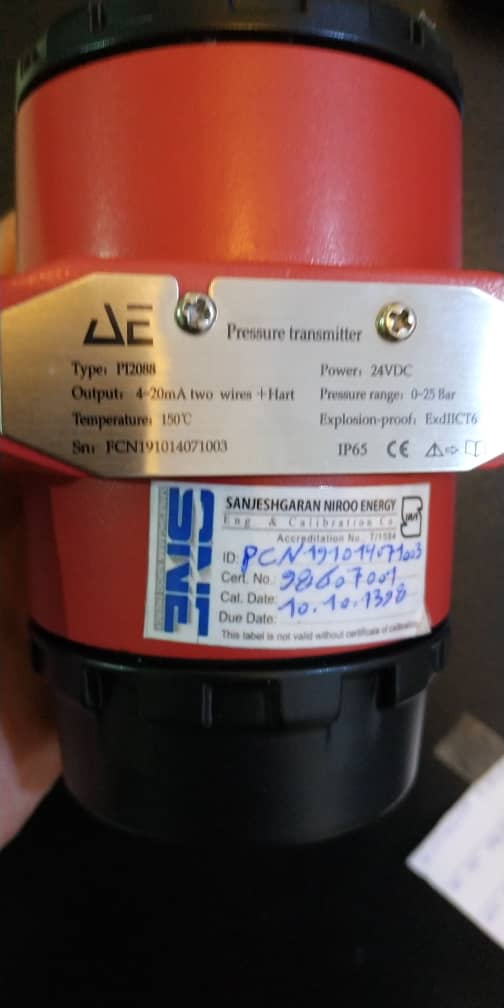 ΔE
Pressure transmitter
Type: PI2088
Power: 24VDC
Output: 4-20mA two wires +Hart
Pressure range: 0-25 Bar
Temperature: 150℃
Explosion-proof: ExdIICT6
Sn: FCN191014071003
IP65 CE
SNE
SANJESHGARAN NIROO ENERGY
Eng. & Calibration Co.
Accreditation No. T/1584
ID: PCN191014071003
Cert. No.: 98607001
Cal. Date: 10.10.1398
Due Date:
This label is not valid without certificate of calibration